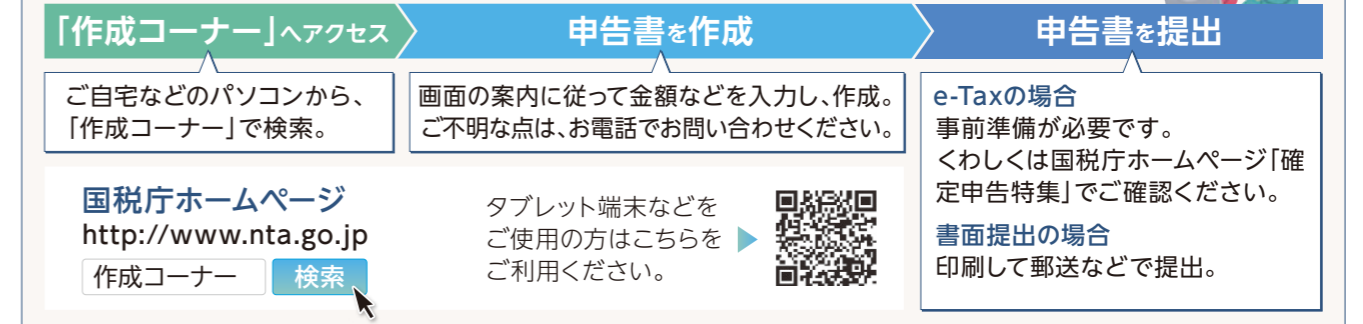 「作成コーナー」へアクセス
申告書を作成
申告書を提出
ご自宅などのパソコンから、
「作成コーナー」で検索。
画面の案内に従って金額などを入力し、作成。
ご不明な点は、お電話でお問い合わせください。
e-Taxの場合
事前準備が必要です。
くわしくは国税庁ホームページ「確
定申告特集」でご確認ください。
書面提出の場合
印刷して郵送などで提出。
国税庁ホームページ
http://www.nta.go.jp
作成コーナー 検索
タブレット端末などを
ご使用の方はこちらを
ご利用ください。